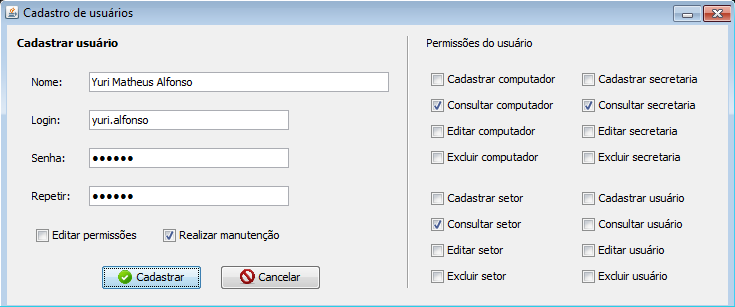 Cadastro de usuários
Cadastrar usuário
Nome: Yuri Matheus Alfonso
Login: yuri.alfonso
Senha: ●●●●●●
Repetir: ●●●●●●
Editar permissões Realizar manutenção
Cadastrar Cancelar
Permissões do usuário
Cadastrar computador Cadastrar secretaria
Consultar computador Consultar secretaria
Editar computador Editar secretaria
Excluir computador Excluir secretaria
Cadastrar setor Cadastrar usuário
Consultar setor Consultar usuário
Editar setor Editar usuário
Excluir setor Excluir usuário